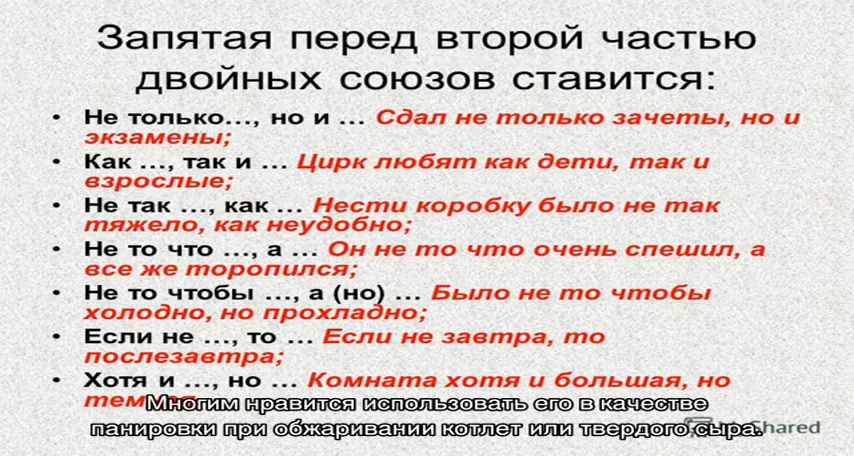 Запятая перед второй частью
двойных союзов ставится:
• Не только…, но и … Сдал не только зачеты, но и
экзамены;
• Как …, так и … Цирк любят как дети, так и
взрослые;
• Не так …, как … Нести коробку было не так
тяжело, как неудобно;
• Не то что …, а … Он не то что очень спешил, а
все же торопился;
• Не то чтобы …, а (но) … Было не то чтобы
холодно, но прохладно;
• Если не …, то … Если не завтра, то
послезавтра;
• Хотя и …, но … Комната хотя и большая, но
Многим нравится использовать его в качестве
панировки при обжаривании котлет или твердого сыра.